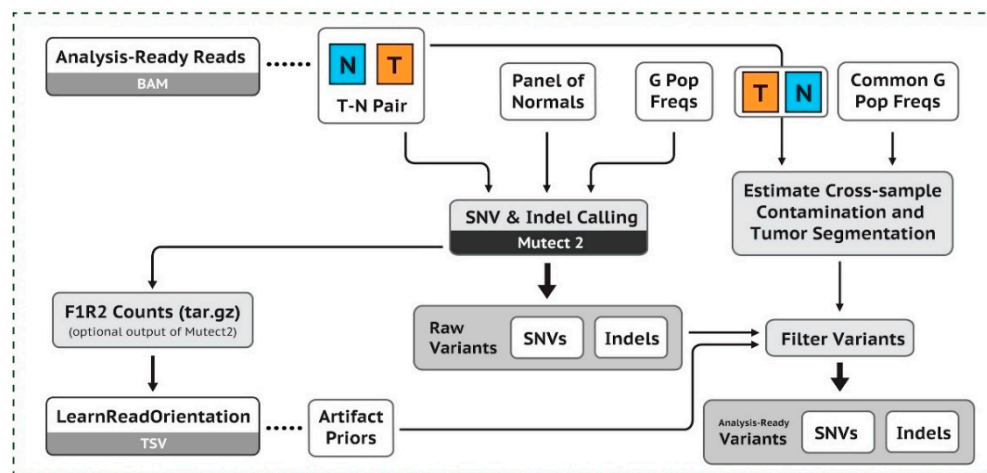 Analysis-Ready Reads
BAM
N T
T-N Pair
Panel of
Normals
G Pop
Freqs
T N
Common G
Pop Freqs
SNV & Indel Calling
Mutect 2
Estimate Cross-sample
Contamination and
Tumor Segmentation
F1R2 Counts (tar.gz)
(optional output of Mutect2)
Raw
Variants
SNVs
Indels
Filter Variants
LearnReadOrientation
TSV
Artifact
Priors
Analysis-Ready
Variants
SNVs
Indels